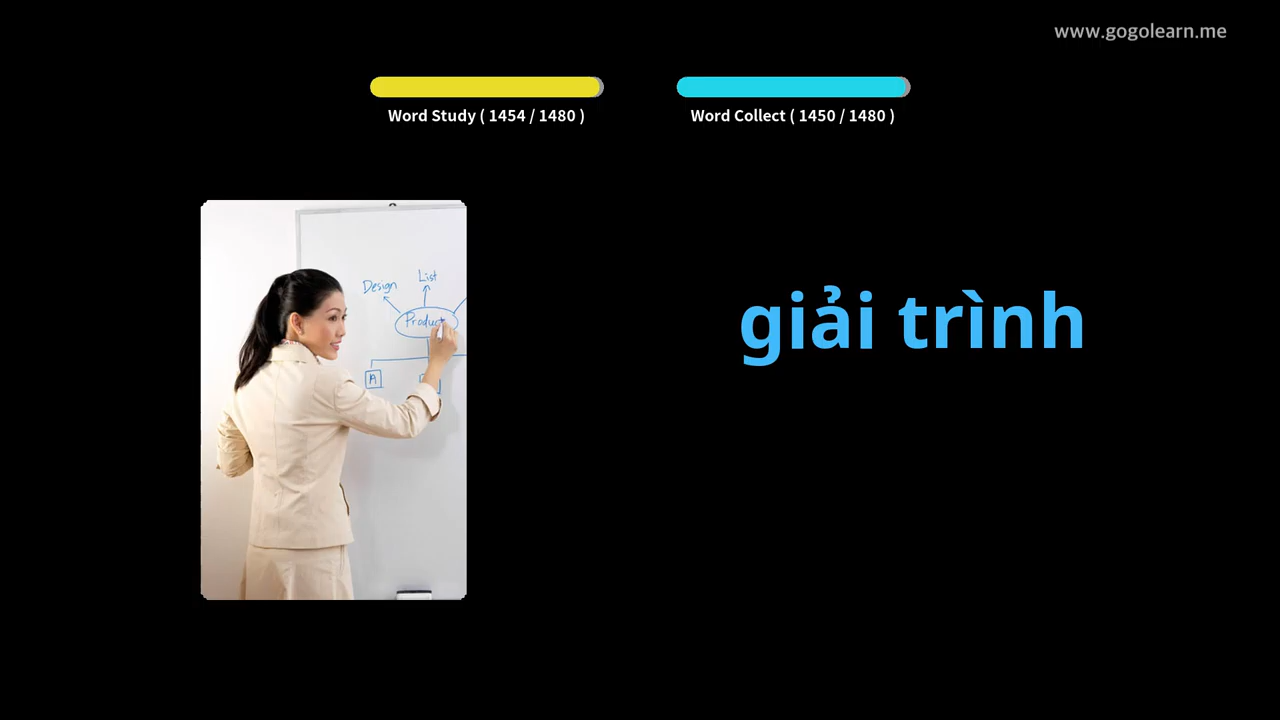 www.gogolearn.me
Word Study ( 1454 / 1480 )
Word Collect ( 1450 / 1480 )
giải trình
Design
List
Product
A